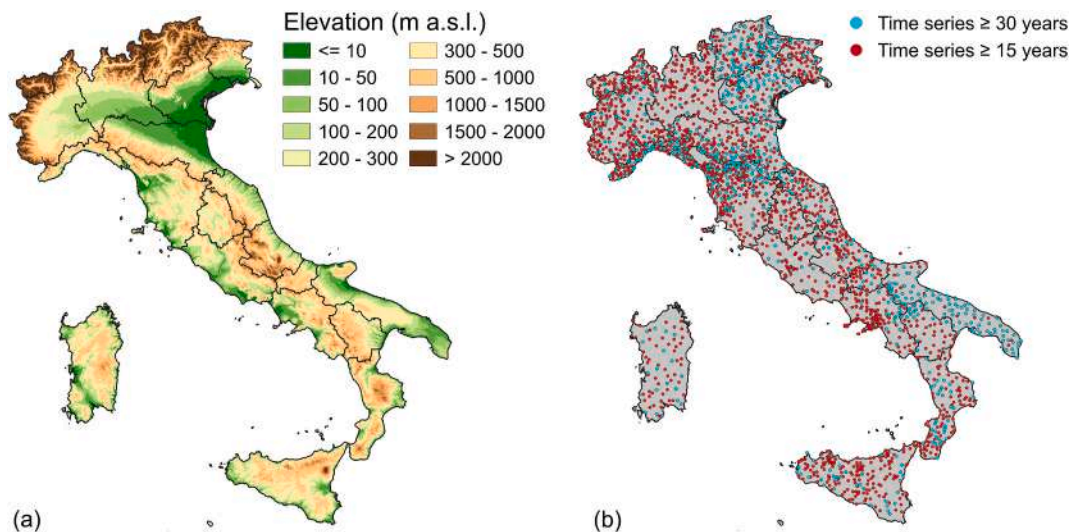 Elevation (m a.s.l.)
<= 10
10 - 50
50 - 100
100 - 200
200 - 300
300 - 500
500 - 1000
1000 - 1500
1500 - 2000
> 2000
(a)
Time series ≥ 30 years
Time series ≥ 15 years
(b)